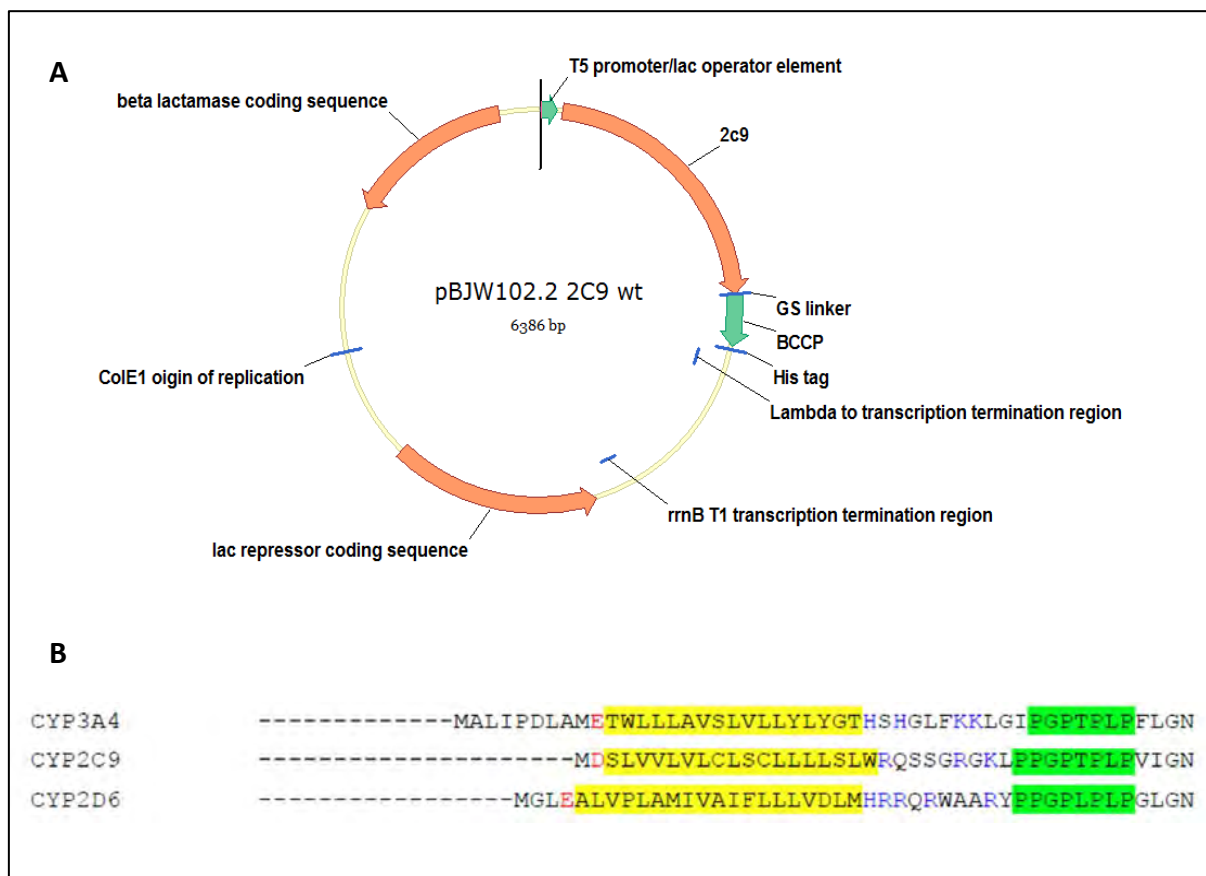 A
T5 promoter/lac operator element
beta lactamase coding sequence
2c9
pBJW102.2 2C9 wt
6386 bp
GS linker
BCCP
His tag
ColE1 oigin of replication
Lambda to transcription termination region
rrnB T1 transcription termination region
lac repressor coding sequence
B
CYP3A4 -------------MALIPDLAMETWLLLAVSLVLLYLYGTHSHGLFKKLGIPGPTPLPFLGN
CYP2C9 ---------------------MDSLVVLVLCLSCLLLLSLWRQSSGRGKLPPGPTPLPVIGN
CYP2D6 -----------------MGLEALVPLAMIVAIFLLLVDLMHRRQRWAARYPPGPLPLPGLGN